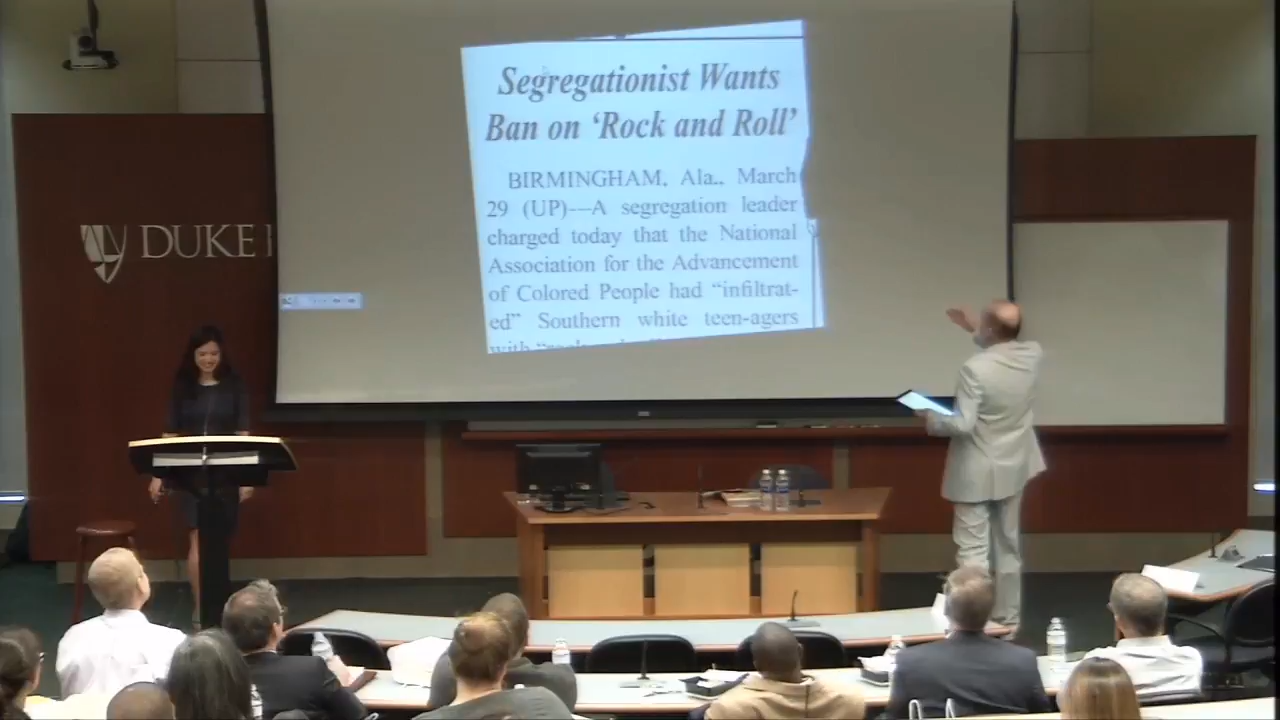 Segregationist Wants
Ban on ‘Rock and Roll’
BIRMINGHAM, Ala., March
29 (UP)—A segregation leader
charged today that the National
Association for the Advancement
of Colored People had “infiltrat-
ed” Southern white teen-agers
with
DUKE